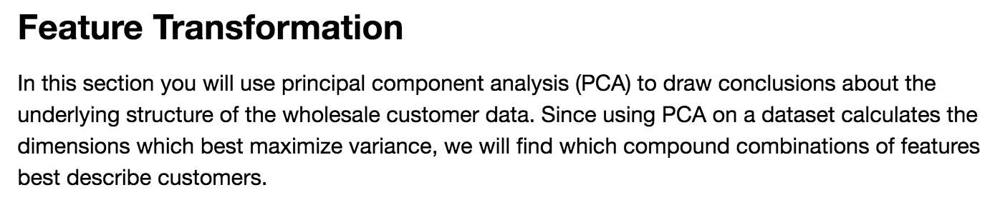 Feature Transformation
In this section you will use principal component analysis (PCA) to draw conclusions about the
underlying structure of the wholesale customer data. Since using PCA on a dataset calculates the
dimensions which best maximize variance, we will find which compound combinations of features
best describe customers.